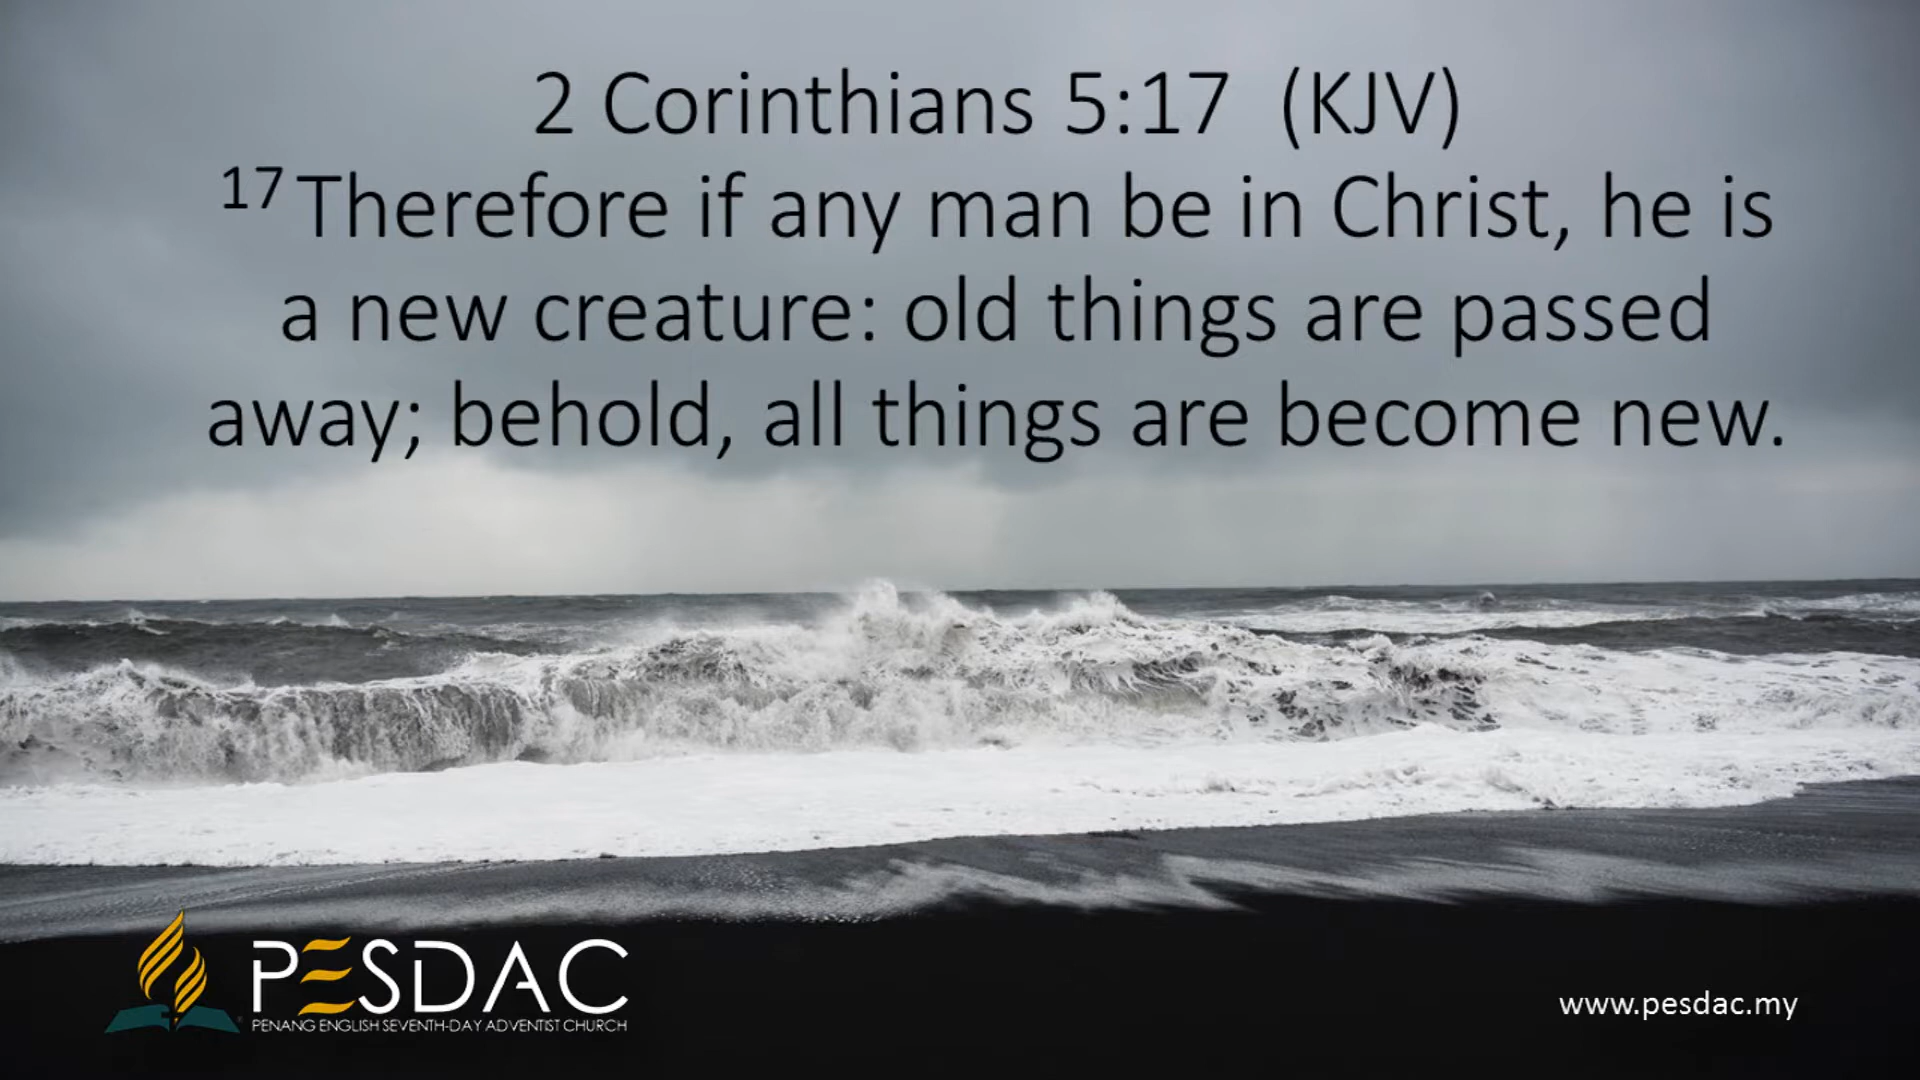 2 Corinthians 5:17 (KJV)
17 Therefore if any man be in Christ, he is
a new creature: old things are passed
away; behold, all things are become new.
PESDAC
PENANG ENGLISH SEVENTH-DAY ADVENTIST CHURCH
www.pesdac.my